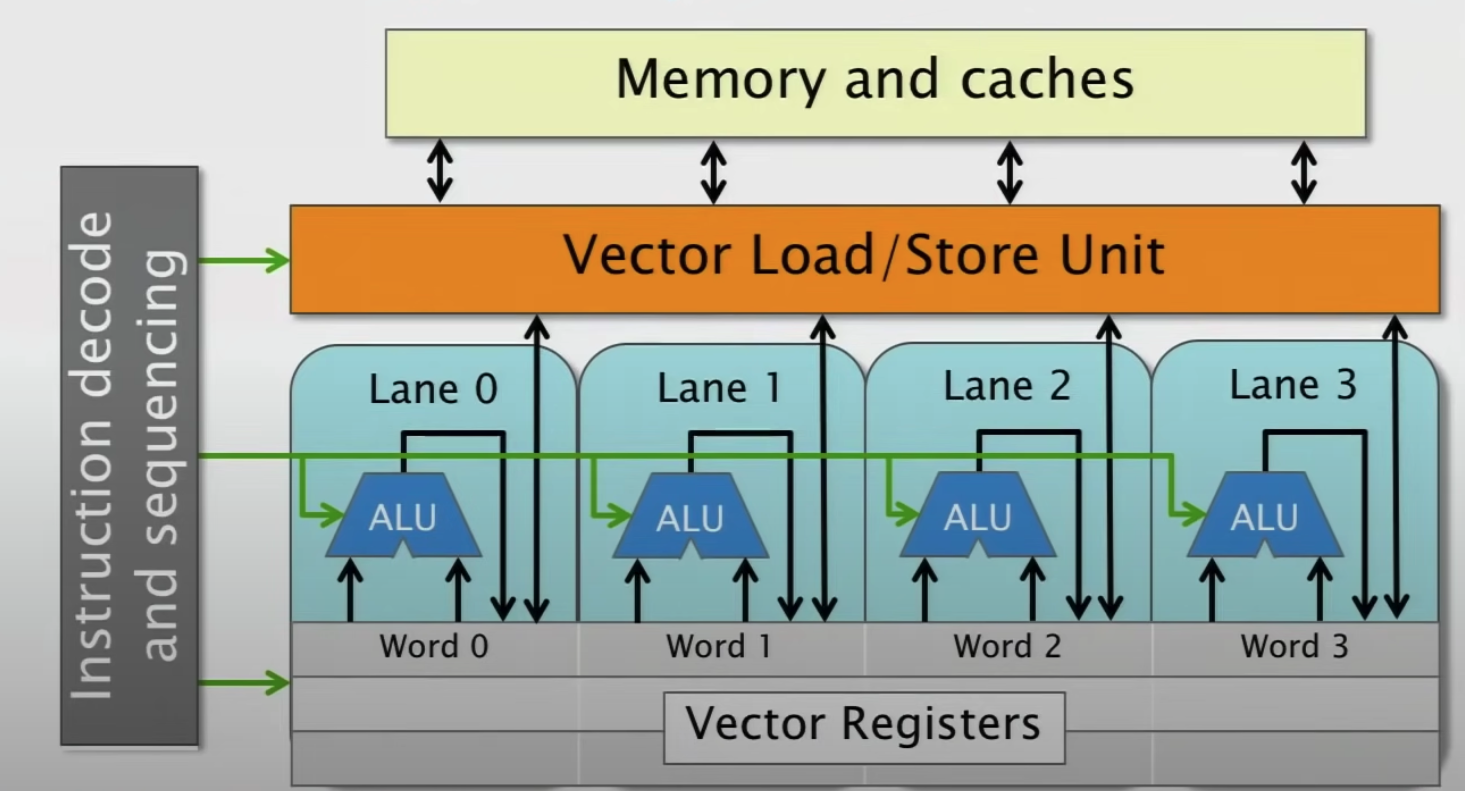 Memory and caches
Instruction decode
and sequencing
Vector Load/Store Unit
Lane 0
Lane 1
Lane 2
Lane 3
ALU
ALU
ALU
ALU
Word 0
Word 1
Word 2
Word 3
Vector Registers